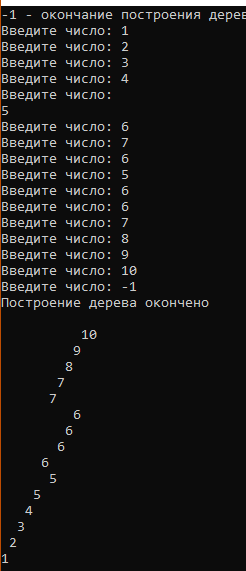 -1 - окончание построения дерев
Введите число: 1
Введите число: 2
Введите число: 3
Введите число: 4
Введите число:
5
Введите число: 6
Введите число: 7
Введите число: 6
Введите число: 5
Введите число: 6
Введите число: 6
Введите число: 7
Введите число: 8
Введите число: 9
Введите число: 10
Введите число: -1
Построение дерева окончено
10
9
8
7
7
6
6
6
6
5
5
4
3
2
1